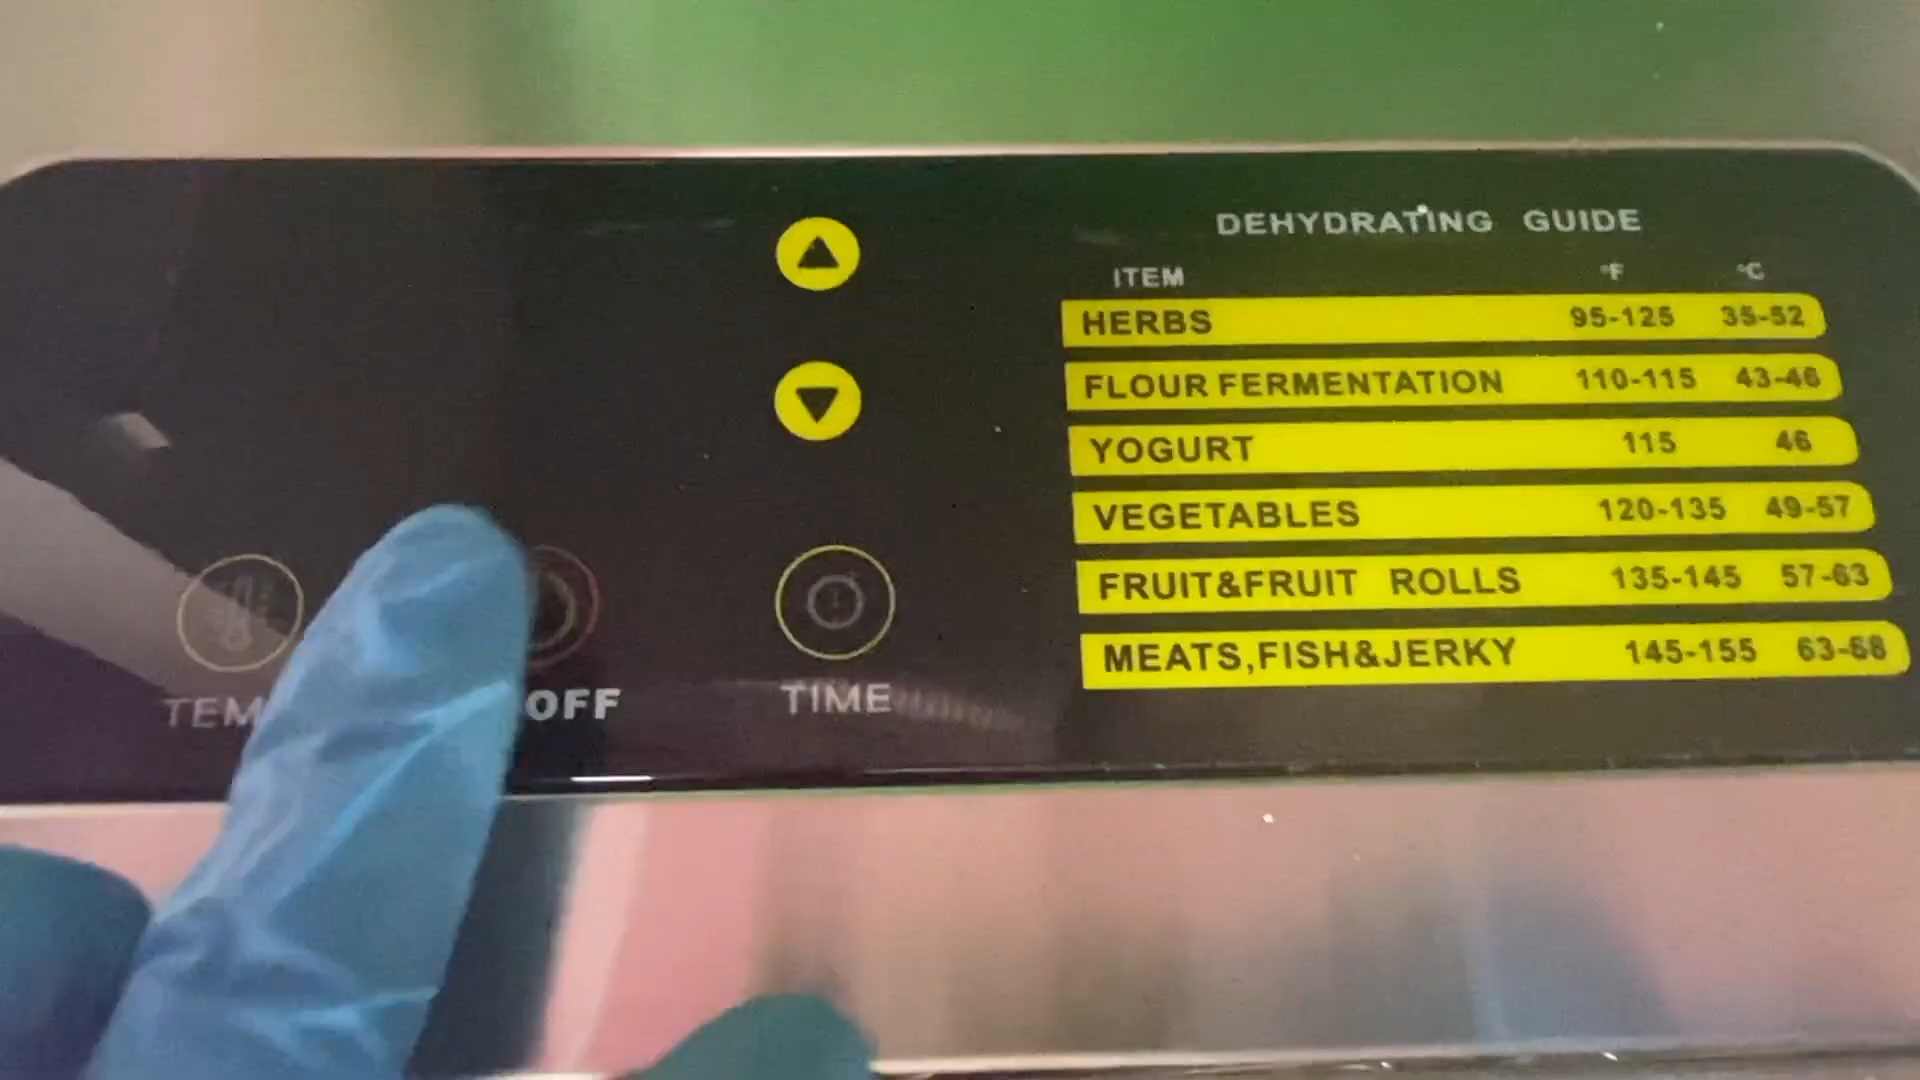 DEHYDRATING GUIDE
ITEM °F °C
HERBS 95-125 35-52
FLOUR FERMENTATION 110-115 43-46
YOGURT 115 46
VEGETABLES 120-135 49-57
FRUIT&FRUIT ROLLS 135-145 57-63
MEATS,FISH&JERKY 145-155 63-68
TEM OFF TIME